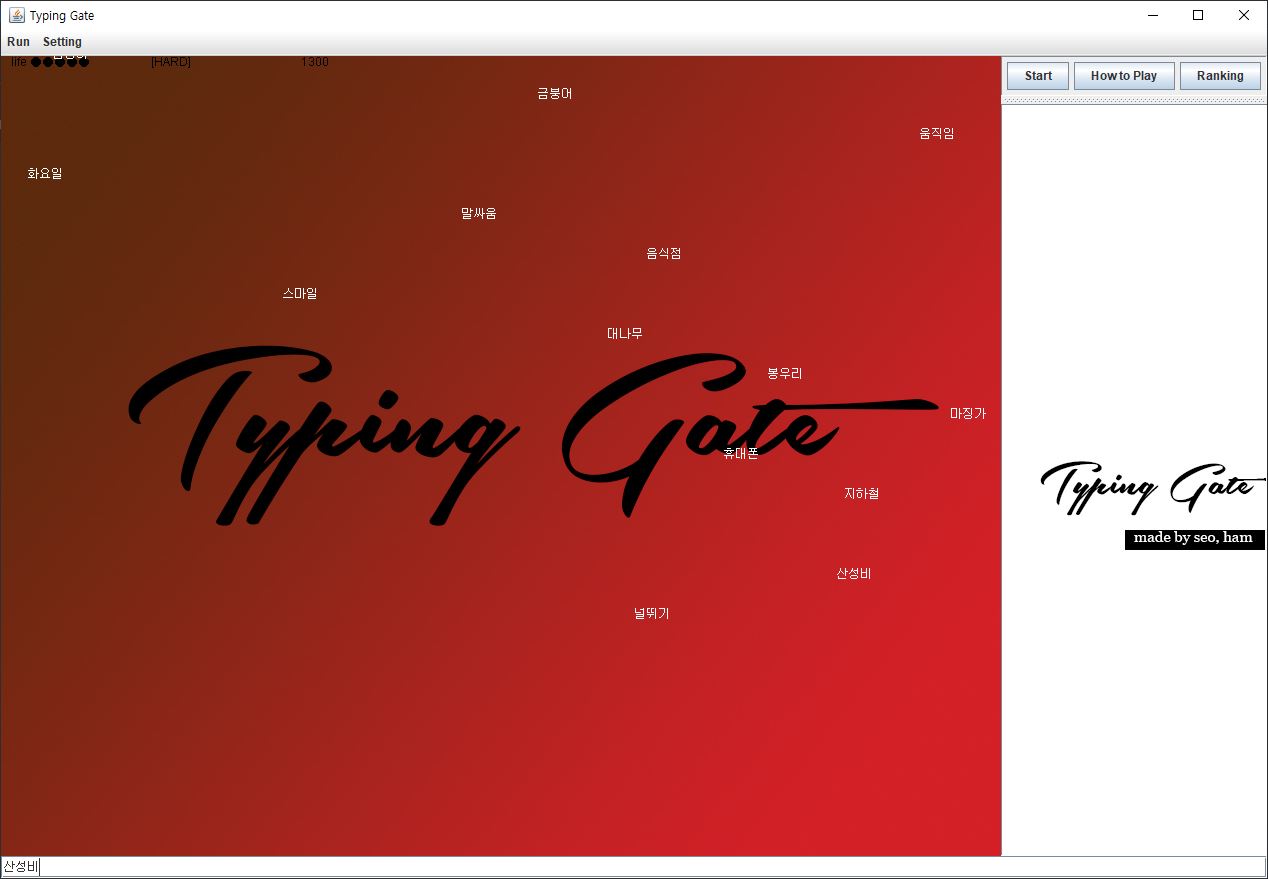 Typing Gate
Run Setting
life [HARD] 1300
Start How to Play Ranking
금붕어
움직임
화요일
말싸움
음식점
스마일
대나무
봉우리
Typing Gate
마징가
휴대폰
지하철
Typing Gate
made by seo, ham
산성비
널뛰기
산성비